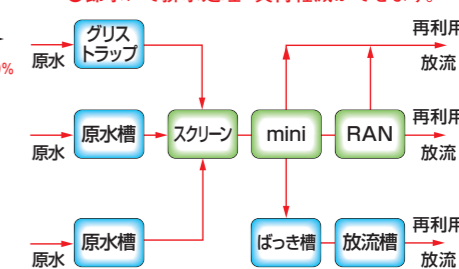 グリス
トラップ
原水
%
再利用
放流
原水槽
スクリーン
mini
RAN
原水
再利用
放流
原水槽
ばっき槽
放流槽
原水
再利用
放流